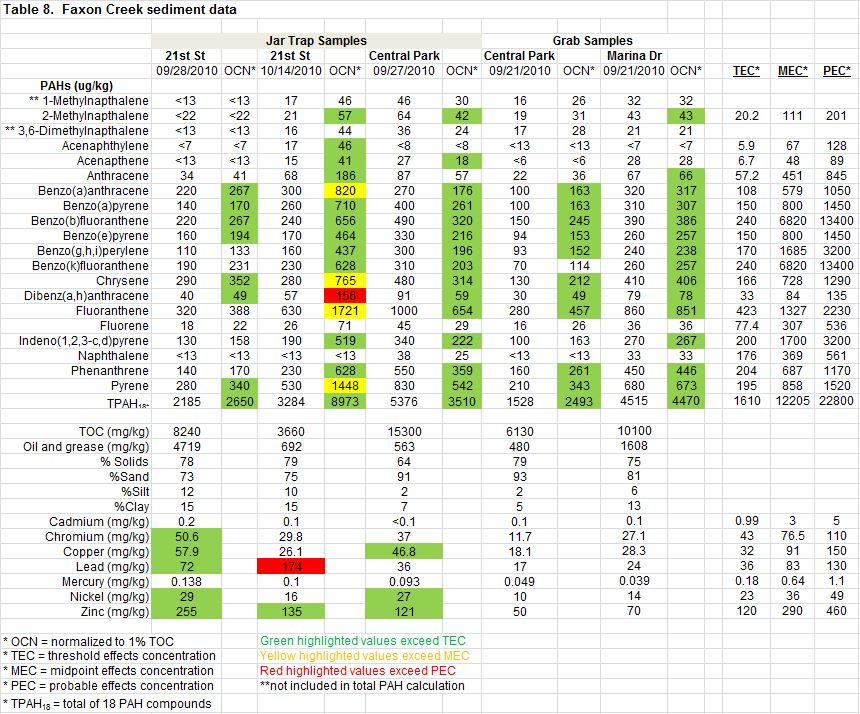 Table 8. Faxon Creek sediment data
Jar Trap Samples Grab Samples
21st St 21st St Central Park Central Park Marina Dr
09/28/2010 OCN* 10/14/2010 OCN* 09/27/2010 OCN* 09/21/2010 OCN* 09/21/2010 OCN* TEC* MEC* PEC*
PAHs (ug/kg)
** 1-Methylnapthalene <13 <13 17 46 46 30 16 26 32 32
2-Methylnapthalene <22 <22 21 57 64 42 19 31 43 43 20.2 111 201
** 3,6-Dimethylnapthalene <13 <13 16 44 36 24 17 28 21 21
Acenaphthylene <7 <7 17 46 <8 <8 <13 <13 <7 <7 5.9 67 128
Acenapthene <13 <13 15 41 27 18 <6 <6 28 28 6.7 48 89
Anthracene 34 41 68 186 87 57 22 36 67 66 57.2 451 845
Benzo(a)anthracene 220 267 300 820 270 176 100 163 320 317 108 579 1050
Benzo(a)pyrene 140 170 260 710 400 261 100 163 310 307 150 800 1450
Benzo(b)fluoranthene 220 267 240 656 490 320 150 245 390 386 240 6820 13400
Benzo(e)pyrene 160 194 170 464 330 216 94 153 260 257 150 800 1450
Benzo(g,h,i)perylene 110 133 160 437 300 196 93 152 240 238 170 1685 3200
Benzo(k)fluoranthene 190 231 230 628 310 203 70 114 260 257 240 6820 13400
Chrysene 290 352 280 765 480 314 130 212 410 406 166 728 1290
Dibenz(a,h)anthracene 40 49 57 156 91 59 30 49 79 78 33 84 135
Fluoranthene 320 388 630 1721 1000 654 280 457 860 851 423 1327 2230
Fluorene 18 22 26 71 45 29 16 26 36 36 77.4 307 536
Indeno(1,2,3-c,d)pyrene 130 158 190 519 340 222 100 163 270 267 200 1700 3200
Naphthalene <13 <13 <13 <13 38 25 <13 <13 33 33 176 369 561
Phenanthrene 140 170 230 628 550 359 160 261 450 446 204 687 1170
Pyrene 280 340 530 1448 830 542 210 343 680 673 195 858 1520
TPAH18- 2185 2650 3284 8973 5376 3510 1528 2493 4515 4470 1610 12205 22800
TOC (mg/kg) 8240 3660 15300 6130 10100
Oil and grease (mg/kg) 4719 692 563 480 1608
% Solids 78 79 64 79 75
%Sand 73 75 91 93 81
%Silt 12 10 2 2 6
%Clay 15 15 7 5 13
Cadmium (mg/kg) 0.2 0.1 <0.1 0.1 0.1 0.99 3 5
Chromium (mg/kg) 50.6 29.8 37 11.7 27.1 43 76.5 110
Copper (mg/kg) 57.9 26.1 46.8 18.1 28.3 32 91 150
Lead (mg/kg) 72 174 36 17 24 36 83 130
Mercury (mg/kg) 0.138 0.1 0.093 0.049 0.039 0.18 0.64 1.1
Nickel (mg/kg) 29 16 27 10 14 23 36 49
Zinc (mg/kg) 255 135 121 50 70 120 290 460
* OCN = normalized to 1% TOC Green highlighted values exceed TEC
* TEC = threshold effects concentration Yellow highlighted values exceed MEC
* MEC = midpoint effects concentration Red highlighted values exceed PEC
* PEC = probable effects concentration **not included in total PAH calculation
* TPAH18 = total of 18 PAH compounds